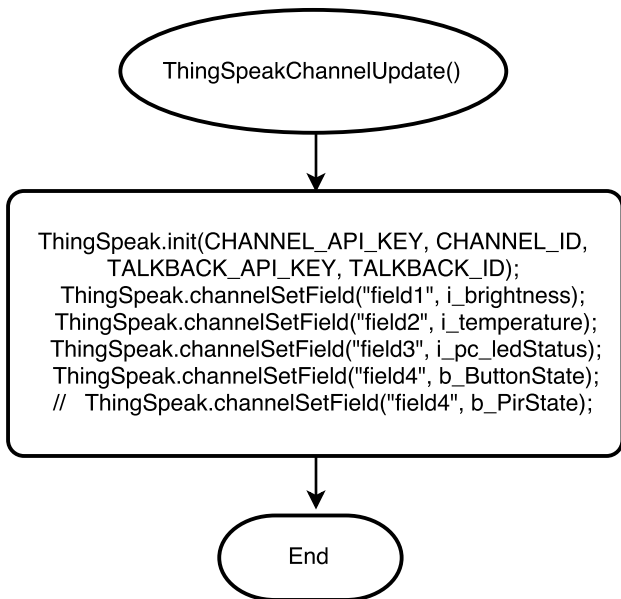 ThingSpeakChannelUpdate()
ThingSpeak.init(CHANNEL_API_KEY, CHANNEL_ID,
TALKBACK_API_KEY, TALKBACK_ID);
ThingSpeak.channelSetField("field1", i_brightness);
ThingSpeak.channelSetField("field2", i_temperature);
ThingSpeak.channelSetField("field3", i_pc_ledStatus);
ThingSpeak.channelSetField("field4", b_ButtonState);
// ThingSpeak.channelSetField("field4", b_PirState);
End